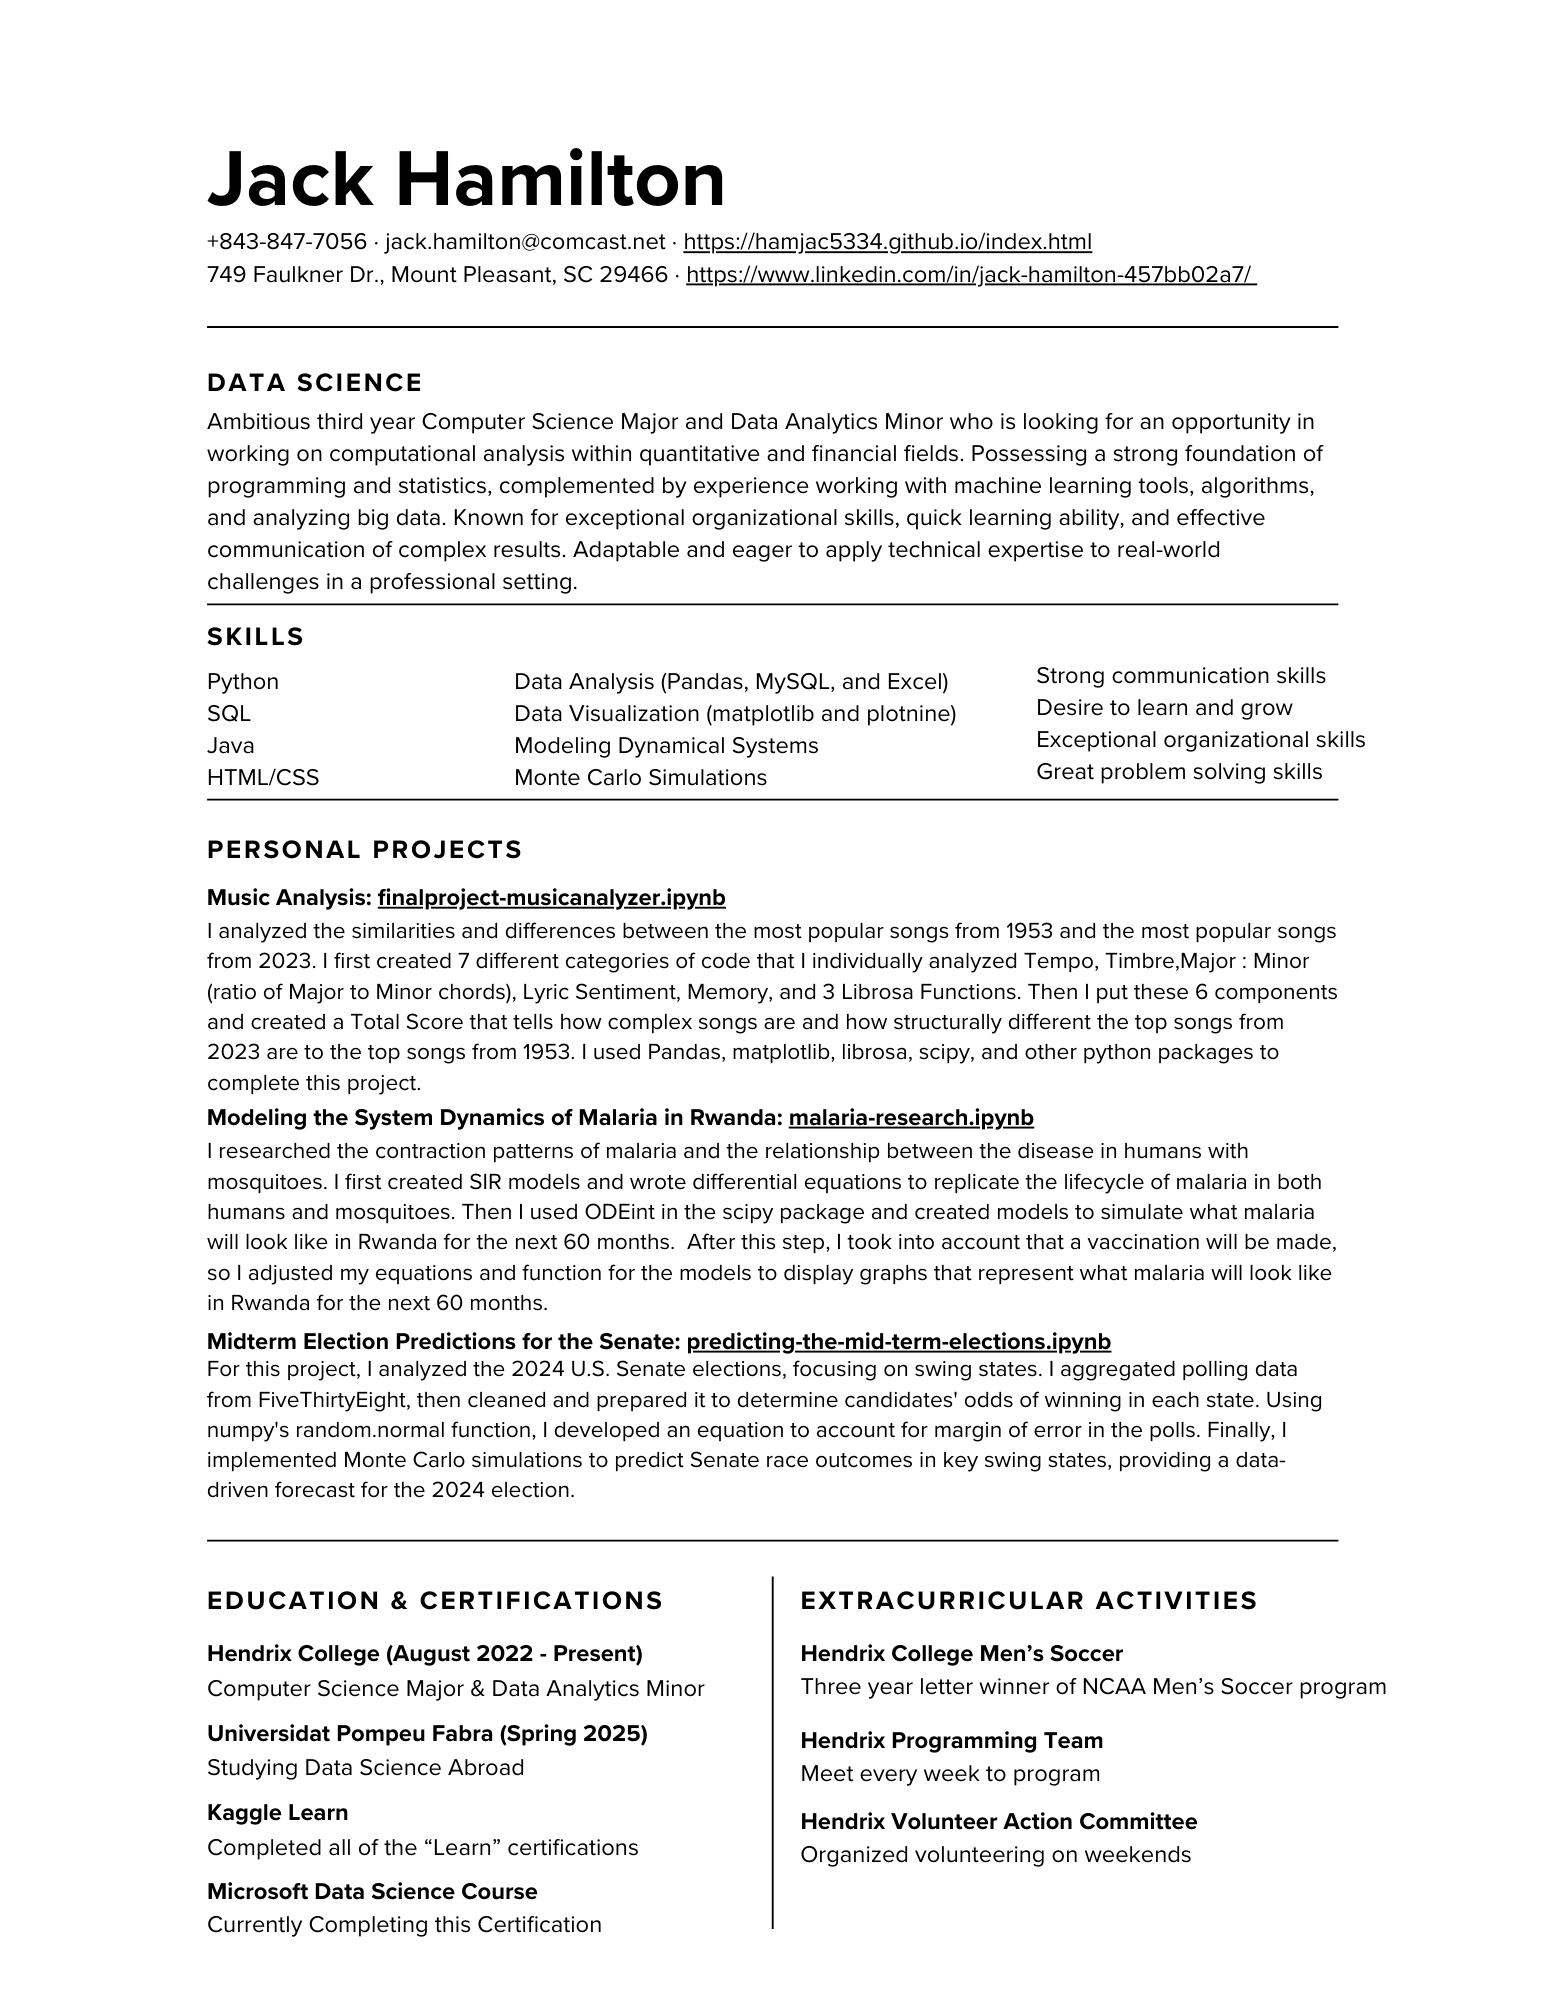 Jack Hamilton
+843-847-7056 · jack.hamilton@comcast.net · https://hamjac5334.github.io/index.html
749 Faulkner Dr., Mount Pleasant, SC 29466 · https://www.linkedin.com/in/jack-hamilton-457bb02a7/
DATA SCIENCE
Ambitious third year Computer Science Major and Data Analytics Minor who is looking for an opportunity in
working on computational analysis within quantitative and financial fields. Possessing a strong foundation of
programming and statistics, complemented by experience working with machine learning tools, algorithms,
and analyzing big data. Known for exceptional organizational skills, quick learning ability, and effective
communication of complex results. Adaptable and eager to apply technical expertise to real-world
challenges in a professional setting.
SKILLS
Python
SQL
Java
HTML/CSS
Data Analysis (Pandas, MySQL, and Excel)
Data Visualization (matplotlib and plotnine)
Modeling Dynamical Systems
Monte Carlo Simulations
Strong communication skills
Desire to learn and grow
Exceptional organizational skills
Great problem solving skills
PERSONAL PROJECTS
Music Analysis: finalproject-musicanalyzer.ipynb
I analyzed the similarities and differences between the most popular songs from 1953 and the most popular songs
from 2023. I first created 7 different categories of code that I individually analyzed Tempo, Timbre,Major : Minor
(ratio of Major to Minor chords), Lyric Sentiment, Memory, and 3 Librosa Functions. Then I put these 6 components
and created a Total Score that tells how complex songs are and how structurally different the top songs from
2023 are to the top songs from 1953. I used Pandas, matplotlib, librosa, scipy, and other python packages to
complete this project.
Modeling the System Dynamics of Malaria in Rwanda: malaria-research.ipynb
I researched the contraction patterns of malaria and the relationship between the disease in humans with
mosquitoes. I first created SIR models and wrote differential equations to replicate the lifecycle of malaria in both
humans and mosquitoes. Then I used ODEint in the scipy package and created models to simulate what malaria
will look like in Rwanda for the next 60 months.  After this step, I took into account that a vaccination will be made,
so I adjusted my equations and function for the models to display graphs that represent what malaria will look like
in Rwanda for the next 60 months.
Midterm Election Predictions for the Senate: predicting-the-mid-term-elections.ipynb
For this project, I analyzed the 2024 U.S. Senate elections, focusing on swing states. I aggregated polling data
from FiveThirtyEight, then cleaned and prepared it to determine candidates' odds of winning in each state. Using
numpy's random.normal function, I developed an equation to account for margin of error in the polls. Finally, I
implemented Monte Carlo simulations to predict Senate race outcomes in key swing states, providing a data-
driven forecast for the 2024 election.
EDUCATION & CERTIFICATIONS
Hendrix College (August 2022 - Present)
Computer Science Major & Data Analytics Minor
Universidat Pompeu Fabra (Spring 2025)
Studying Data Science Abroad
Kaggle Learn
Completed all of the “Learn” certifications
Microsoft Data Science Course
Currently Completing this Certification
EXTRACURRICULAR ACTIVITIES
Hendrix College Men’s Soccer
Three year letter winner of NCAA Men’s Soccer program
Hendrix Programming Team
Meet every week to program
Hendrix Volunteer Action Committee
Organized volunteering on weekends